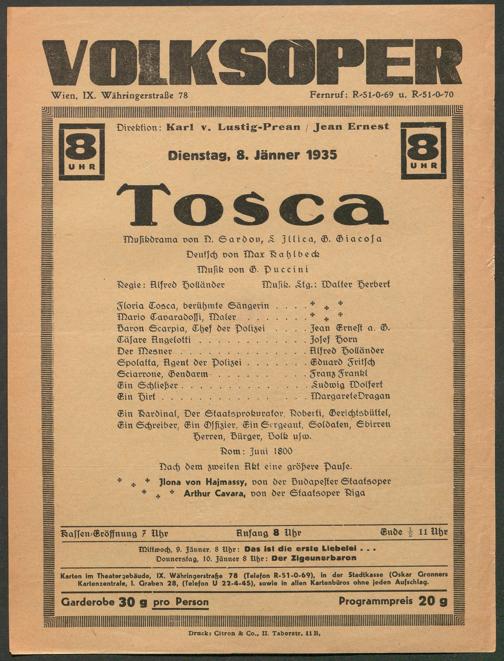 VOLKSOPER
Wien, IX. Währingerstraße 78 Fernruf: R-51-0-69 u. R-51-0-70
8 UHR
Direktion: Karl v. Lustig-Prean / Jean Ernest
8 UHR
Dienstag, 8. Jänner 1935
Tosca
Musikdrama von V. Sardou, L. Illica, G. Giacosa
Deutsch von Max Kahlbeck
Musik von G. Puccini
Regie: Alfred Holländer Musik. Ltg.: Walter Herbert
Floria Tosca, berühmte Sängerin . . . . * * *
Mario Cavaradossi, Maler . . . . . . . . * * *
Baron Scarpia, Chef der Polizei . . . . . Jean Ernest a. G.
Cäsare Angelotti . . . . . . . . . . . . Josef Horn
Der Mesner . . . . . . . . . . . . . . Alfred Holländer
Spoletta, Agent der Polizei . . . . . . . Eduard Fritsch
Sciarrone, Gendarm . . . . . . . . . . Franz Frankl
Ein Schließer . . . . . . . . . . . . . Ludwig Wolfert
Ein Hirt . . . . . . . . . . . . . . . MargareteDragan
Ein Kardinal, Der Staatsprokurator, Roberti, Gerichtsbüttel,
Ein Schreiber, Ein Offizier, Ein Sergeant, Soldaten, Sbirren
Herren, Bürger, Volk usw.
Rom: Juni 1800
Nach dem zweiten Akt eine größere Pause.
* * * Ilona von Hajmassy, von der Budapester Staatsoper
* * * Arthur Cavara, von der Staatsoper Riga
Kassen-Eröffnung 7 Uhr Anfang 8 Uhr Ende ½ 11 Uhr
Mittwoch, 9. Jänner, 8 Uhr: Das ist die erste Liebelei . . .
Donnerstag, 10. Jänner 8 Uhr: Der Zigeunerbaron
Karten im Theatergebäude, IX. Währingerstraße 78 (Telefon R-51-0-69), in der Stadtkasse (Oskar Gronners
Kartenzentrale, I. Graben 28, (Telefon U 22-4-45), sowie in allen Kartenbüros ohne jeden Aufschlag.
Garderobe 30 g pro Person Programmpreis 20 g
Druck: Citron & Co., II. Taborstr. 11 B.